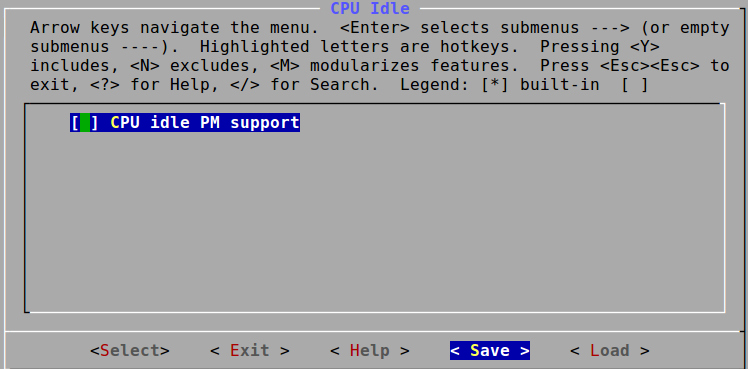 CPU Idle
Arrow keys navigate the menu.  <Enter> selects submenus ---> (or empty
submenus ----).  Highlighted letters are hotkeys.  Pressing <Y>
includes, <N> excludes, <M> modularizes features.  Press <Esc><Esc> to
exit, <?> for Help, </> for Search.  Legend: [*] built-in  [ ]
[ ] CPU idle PM support
<Select>    < Exit >    < Help >    < Save >    < Load >